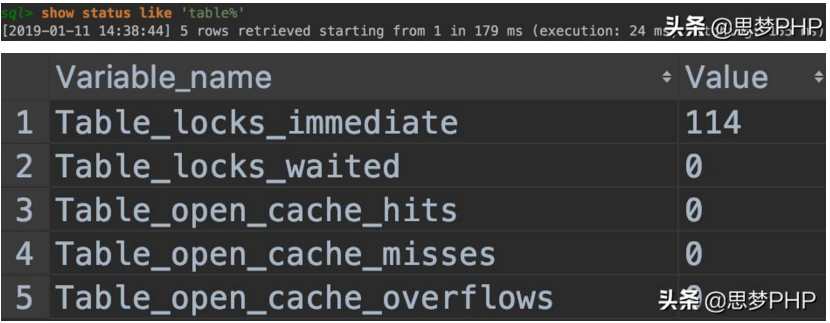 sql> show status like 'table%'
[2019-01-11 14:38:44] 5 rows retrieved starting from 1 in 179 ms (execution: 24 ms,
头条 @思梦PHP
Variable_name Value
1 Table_locks_immediate 114
2 Table_locks_waited 0
3 Table_open_cache_hits 0
4 Table_open_cache_misses 0
5 Table_open_cache_overflows
头条 @思梦PHP